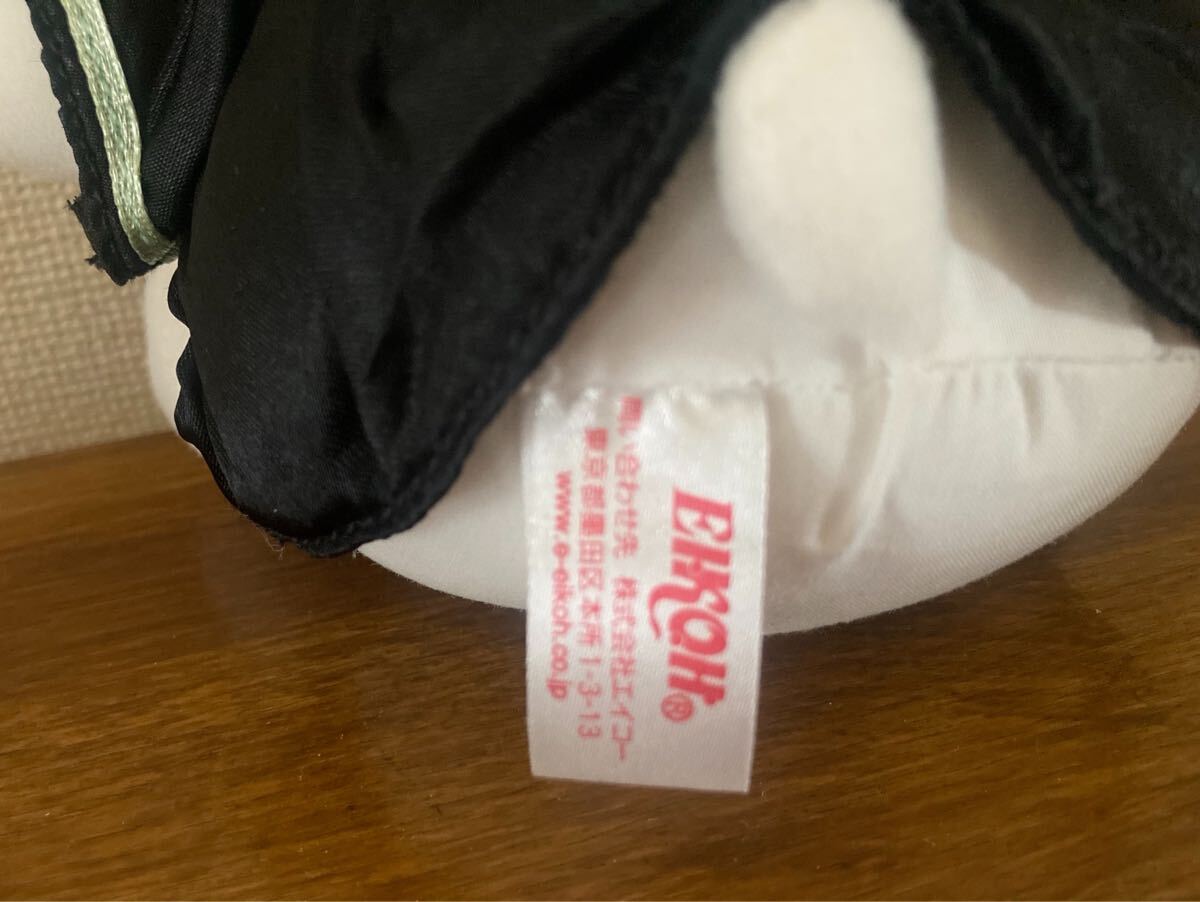 EIKOH®
問い合わせ先 株式会社エイコー
東京都墨田区本所1-3-13
www.e-eikoh.co.jp